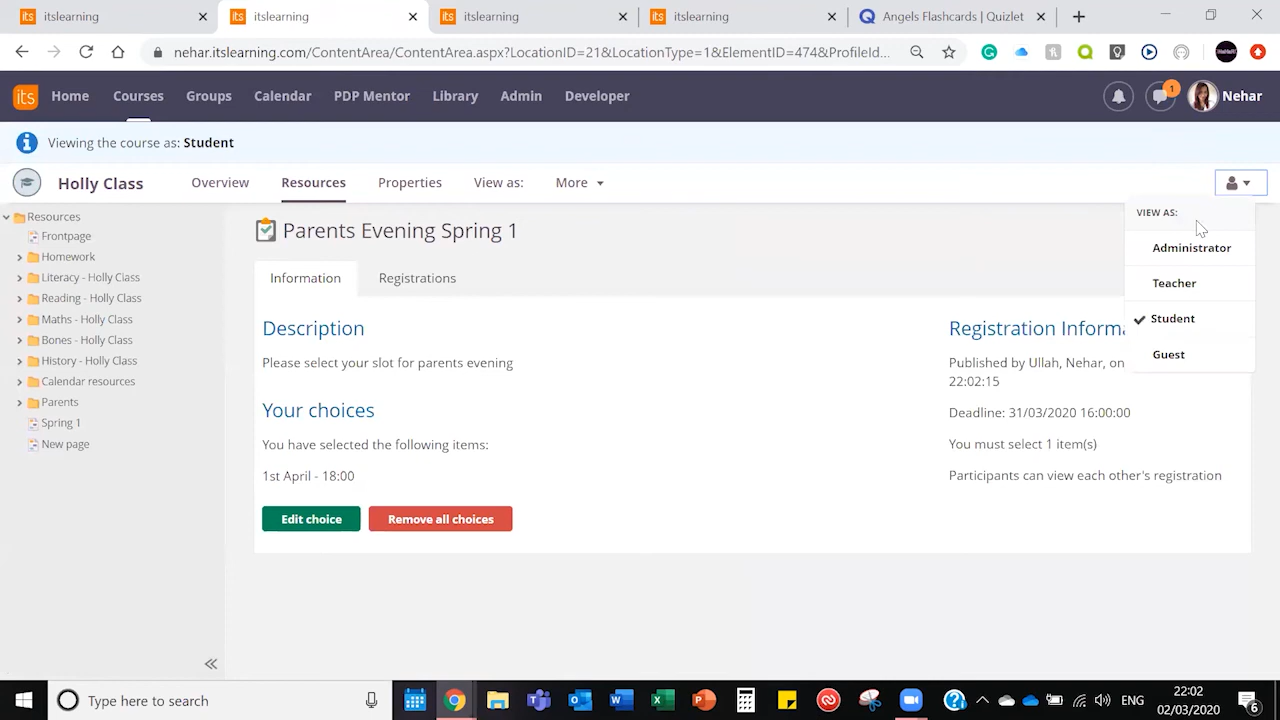 itslearning
itslearning
itslearning
itslearning
Angels Flashcards | Quizlet
nehar.itslearning.com/ContentArea/ContentArea.aspx?LocationID=21&LocationType=1&ElementID=474&ProfileId...
its
Home
Courses
Groups
Calendar
PDP Mentor
Library
Admin
Developer
1
Nehar
Viewing the course as: Student
Holly Class
Overview
Resources
Properties
View as:
More
VIEW AS:
Administrator
Teacher
Student
Guest
Resources
Frontpage
Homework
Literacy - Holly Class
Reading - Holly Class
Maths - Holly Class
Bones - Holly Class
History - Holly Class
Calendar resources
Parents
Spring 1
New page
Parents Evening Spring 1
Information
Registrations
Description
Please select your slot for parents evening
Your choices
You have selected the following items:
1st April - 18:00
Edit choice
Remove all choices
Registration Informa
Published by Ullah, Nehar, on
22:02:15
Deadline: 31/03/2020 16:00:00
You must select 1 item(s)
Participants can view each other's registration
Type here to search
ENG
22:02
02/03/2020
6